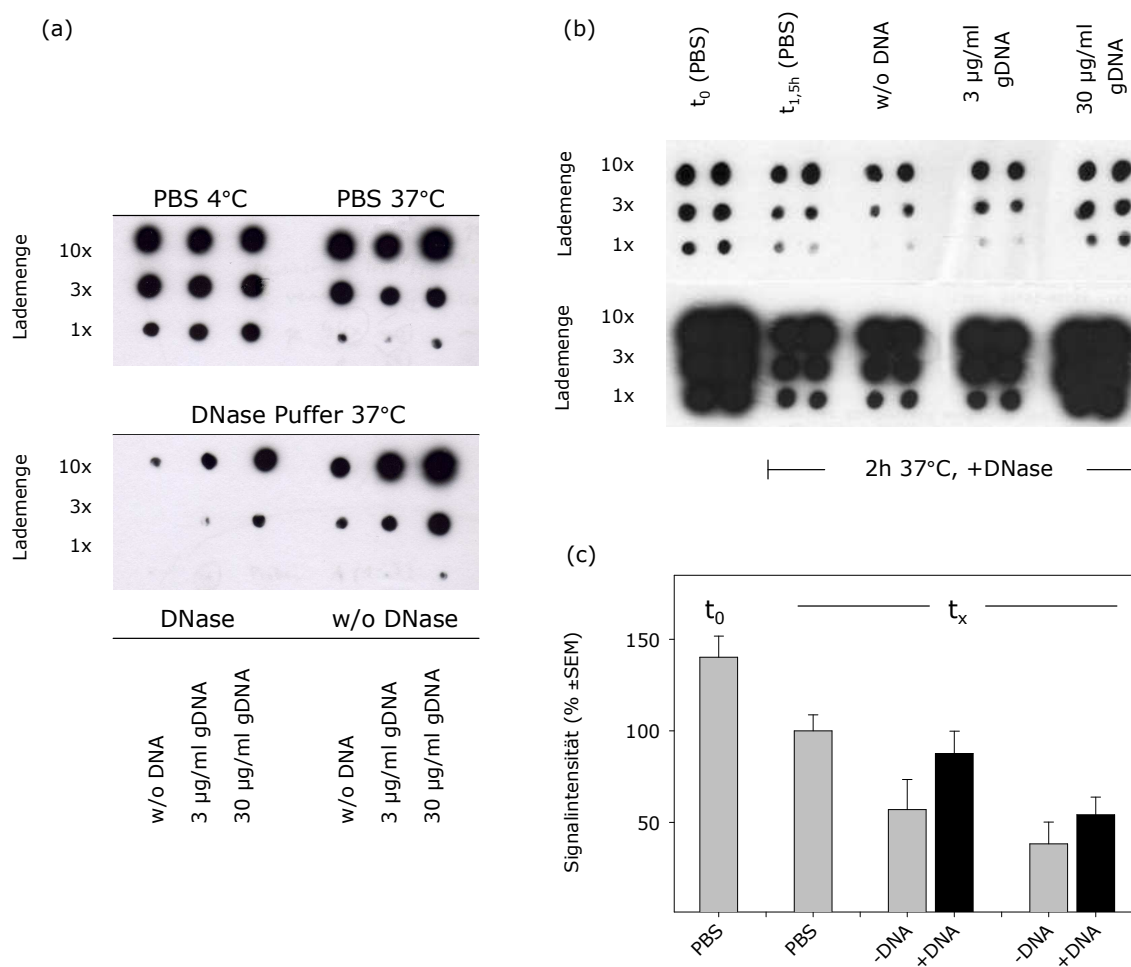 (a)
PBS 4°C PBS 37°C
Lademenge
10x
3x
1x
DNase Puffer 37°C
Lademenge
10x
3x
1x
DNase w/o DNase
w/o DNA
3 µg/ml gDNA
30 µg/ml gDNA
w/o DNA
3 µg/ml gDNA
30 µg/ml gDNA
(b)
t0 (PBS)
t1,5h (PBS)
w/o DNA
3 µg/ml
gDNA
30 µg/ml
gDNA
Lademenge
10x
3x
1x
Lademenge
10x
3x
1x
2h 37°C, +DNase
(c)
t0 tx
Signalintensität (% ±SEM)
150
100
50
PBS PBS -DNA +DNA -DNA +DNA